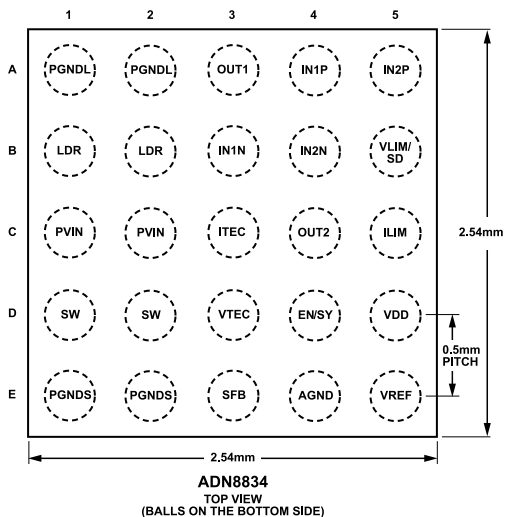 1 2 3 4 5
A PGNDL PGNDL OUT1 IN1P IN2P
B LDR LDR IN1N IN2N VLIM/
SD
C PVIN PVIN ITEC OUT2 ILIM
2.54mm
D SW SW VTEC EN/SY VDD
0.5mm
PITCH
E PGNDS PGNDS SFB AGND VREF
2.54mm
ADN8834
TOP VIEW
(BALLS ON THE BOTTOM SIDE)